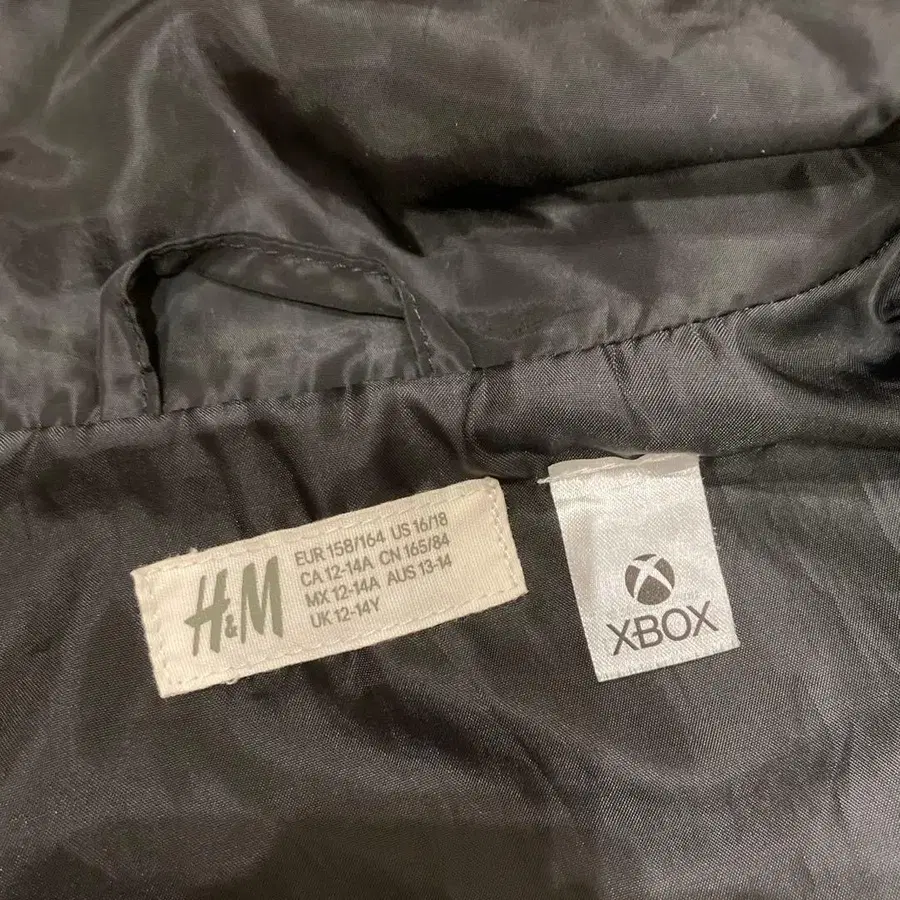 H&M
EUR 158/164 US 16/18
CA 12-14A CN 165/84
MX 12-14A AUS 13-14
UK 12-14Y
XBOX